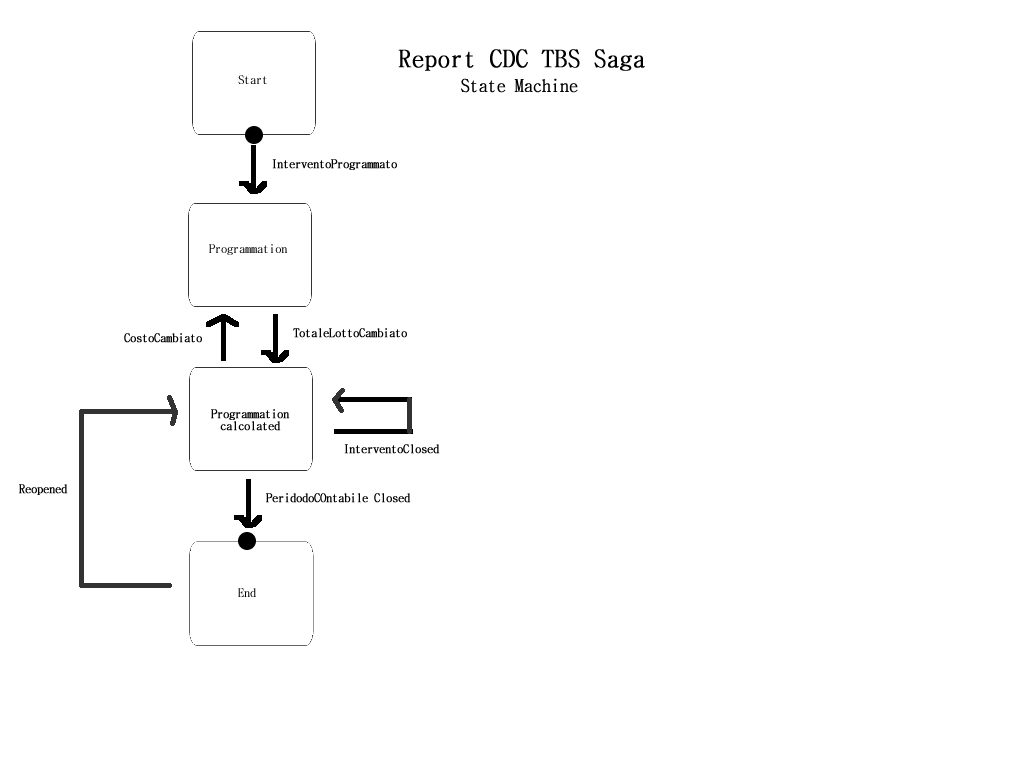 Report CDC TBS Saga
State Machine
Start
InterventoProgrammato
Programmation
CostoCambiato
TotaleLottoCambiato
Programmation
calcolated
InterventoClosed
Reopened
PeridodoCOntabile Closed
End